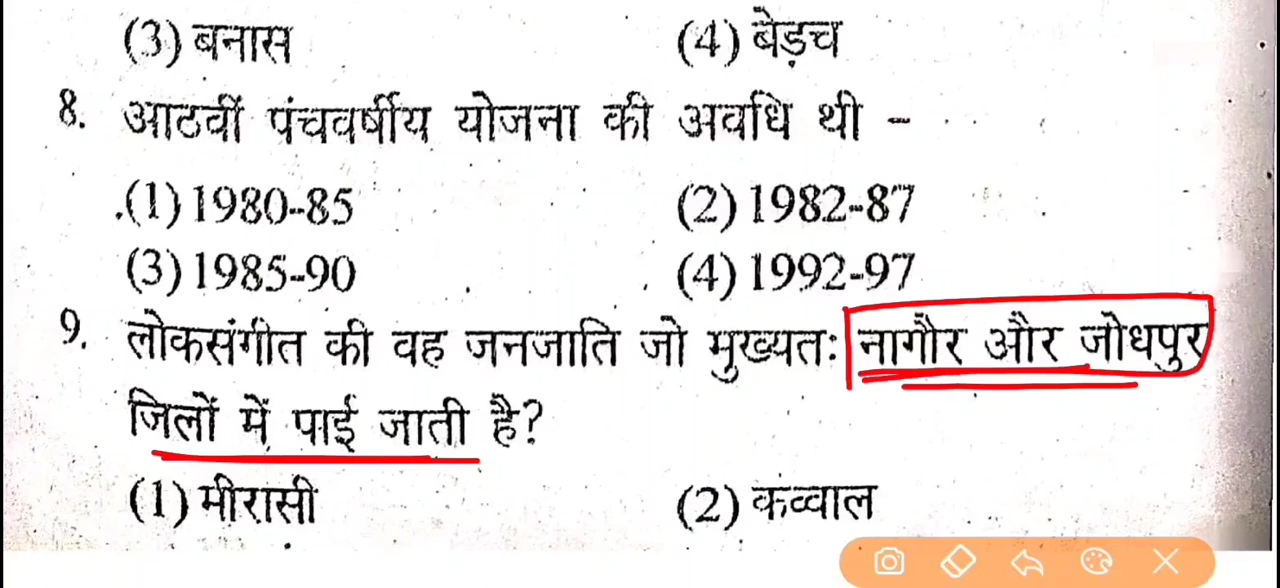 (3) बनास (4) बेड़च
8. आठवीं पंचवर्षीय योजना की अवधि थी -
(1) 1980-85 (2) 1982-87
(3) 1985-90 (4) 1992-97
9. लोकसंगीत की वह जनजाति जो मुख्यतः नागौर और जोधपुर
जिलों में पाई जाती है?
(1) मीरासी (2) कव्वाल